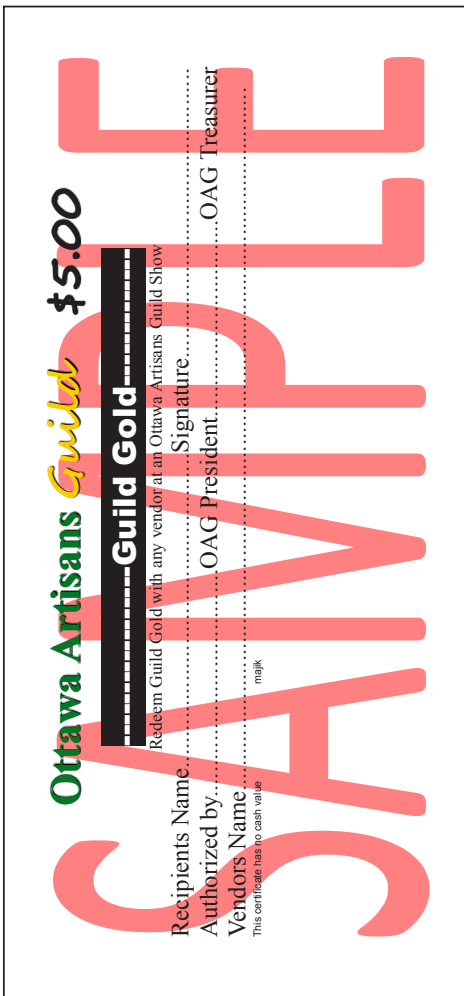 Ottawa Artisans Guild $5.00
-----------------Guild Gold-----------------
Redeem Guild Gold with any vendor at an Ottawa Artisans Guild Show
Recipients Name..........................................................Signature..........................................................
Authorized by..........................................OAG President..........................................OAG Treasurer
Vendors Name....................................................................................................................
This certificate has no cash value majik
SAMPLE